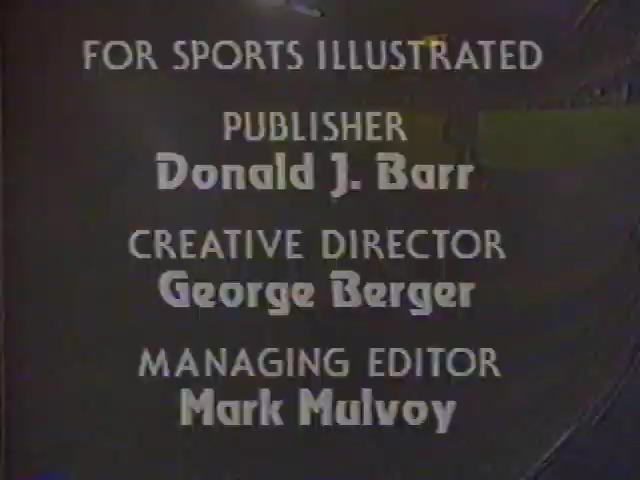 FOR SPORTS ILLUSTRATED
PUBLISHER
Donald J. Barr
CREATIVE DIRECTOR
George Berger
MANAGING EDITOR
Mark Mulvoy